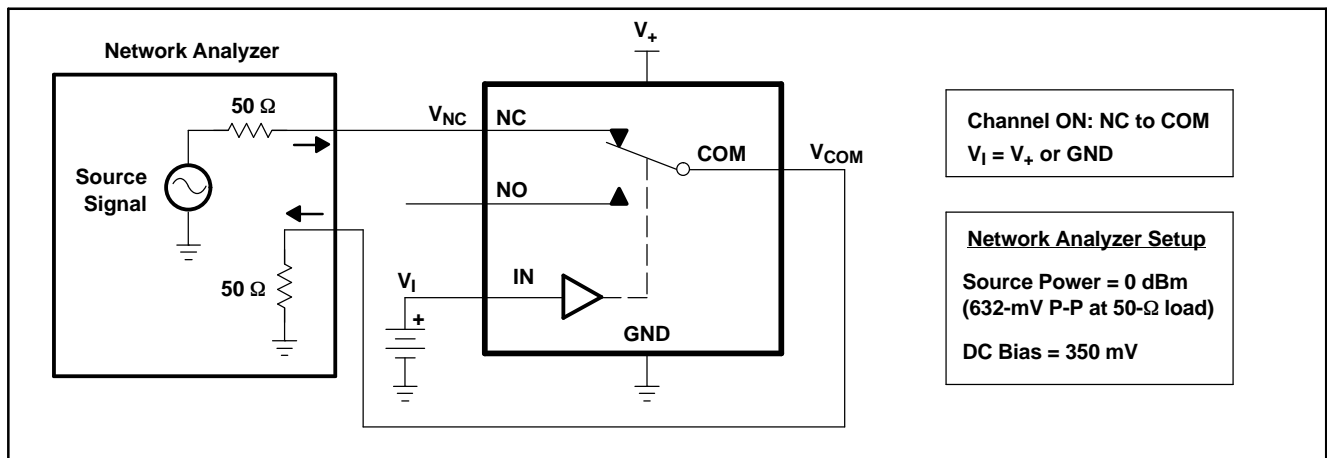 Network Analyzer
50 Ω
Source
Signal
50 Ω
V+
VNC
NC
NO
COM
VCOM
VI
+
IN
GND
Channel ON: NC to COM
VI = V+ or GND
Network Analyzer Setup
Source Power = 0 dBm
(632-mV P-P at 50-Ω load)
DC Bias = 350 mV